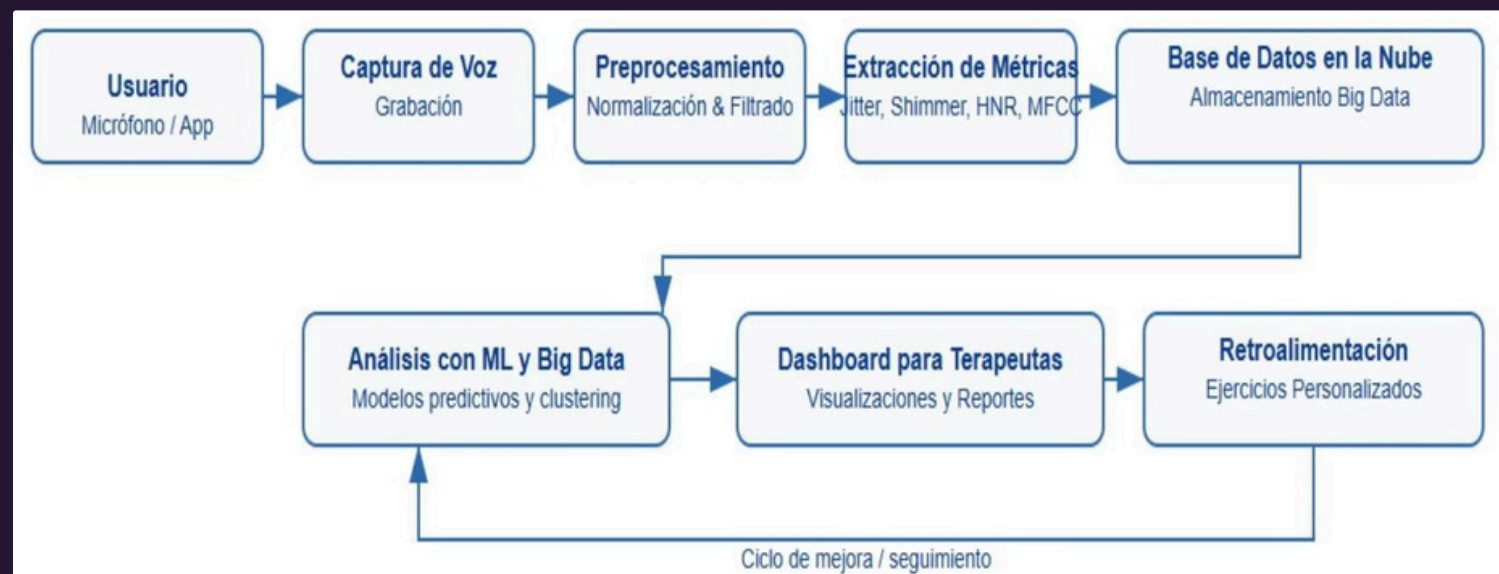 Usuario
Micrófono / App
Captura de Voz
Grabación
Preprocesamiento
Normalización & Filtrado
Extracción de Métricas
Jitter, Shimmer, HNR, MFCC
Base de Datos en la Nube
Almacenamiento Big Data
Análisis con ML y Big Data
Modelos predictivos y clustering
Dashboard para Terapeutas
Visualizaciones y Reportes
Retroalimentación
Ejercicios Personalizados
Ciclo de mejora / seguimiento